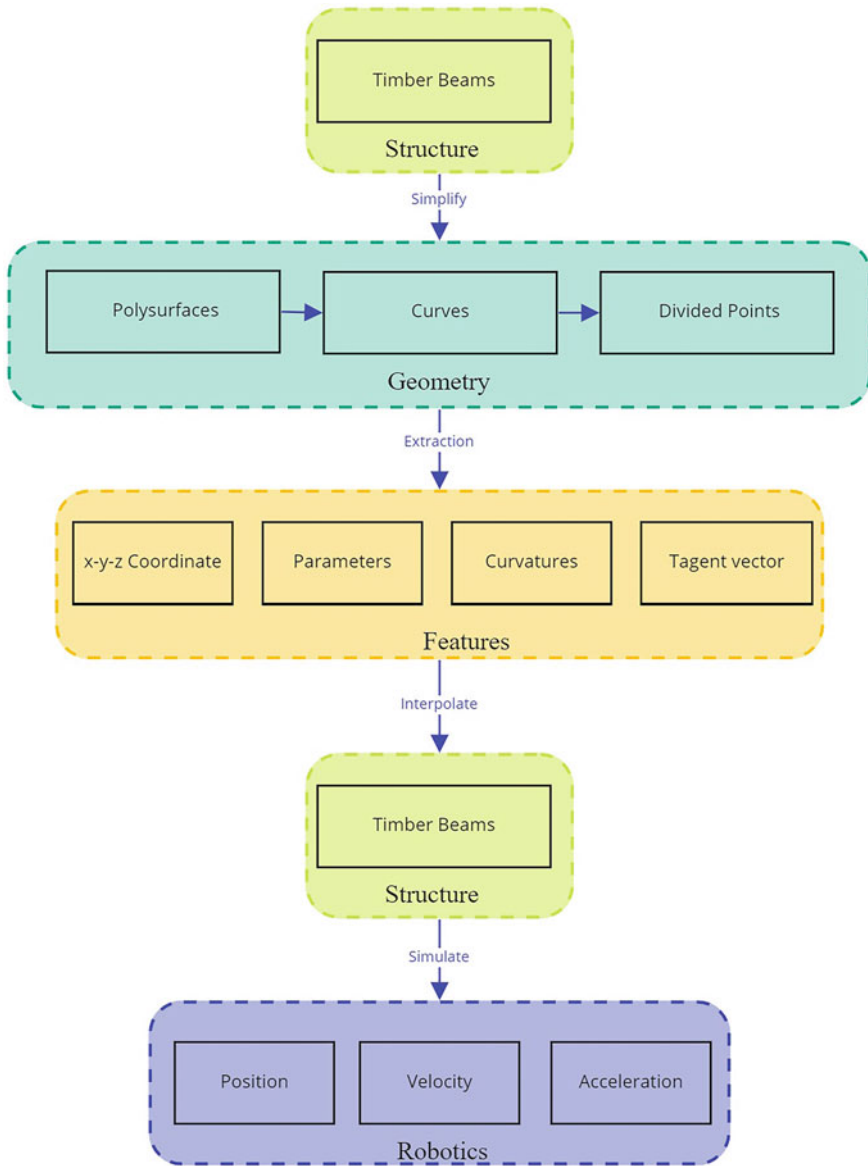 Timber Beams
Structure
Simplify
Polysurfaces
Curves
Divided Points
Geometry
Extraction
x-y-z Coordinate
Parameters
Curvatures
Tagent vector
Features
Interpolate
Timber Beams
Structure
Simulate
Position
Velocity
Acceleration
Robotics